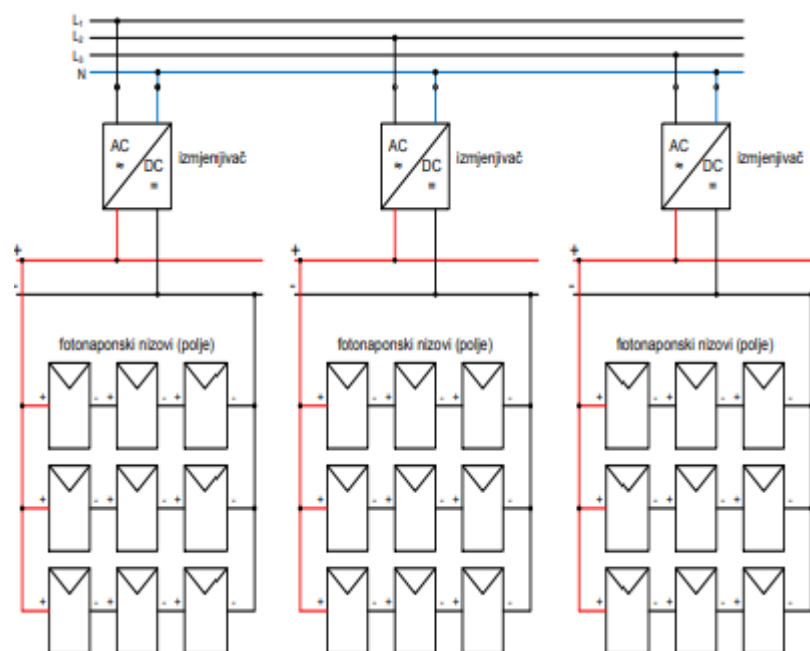 L₁
L₂
L₃
N
AC
≈
DC
=
izmjenjivač
AC
≈
DC
=
izmjenjivač
AC
≈
DC
=
izmjenjivač
+ + +
- - -
fotonaponski nizovi (polje) fotonaponski nizovi (polje) fotonaponski nizovi (polje)
+ - + - + - + - + - + - + - + - + -
+ - + - + - + - + - + - + - + - + -
+ - + - + - + - + - + - + - + - + -